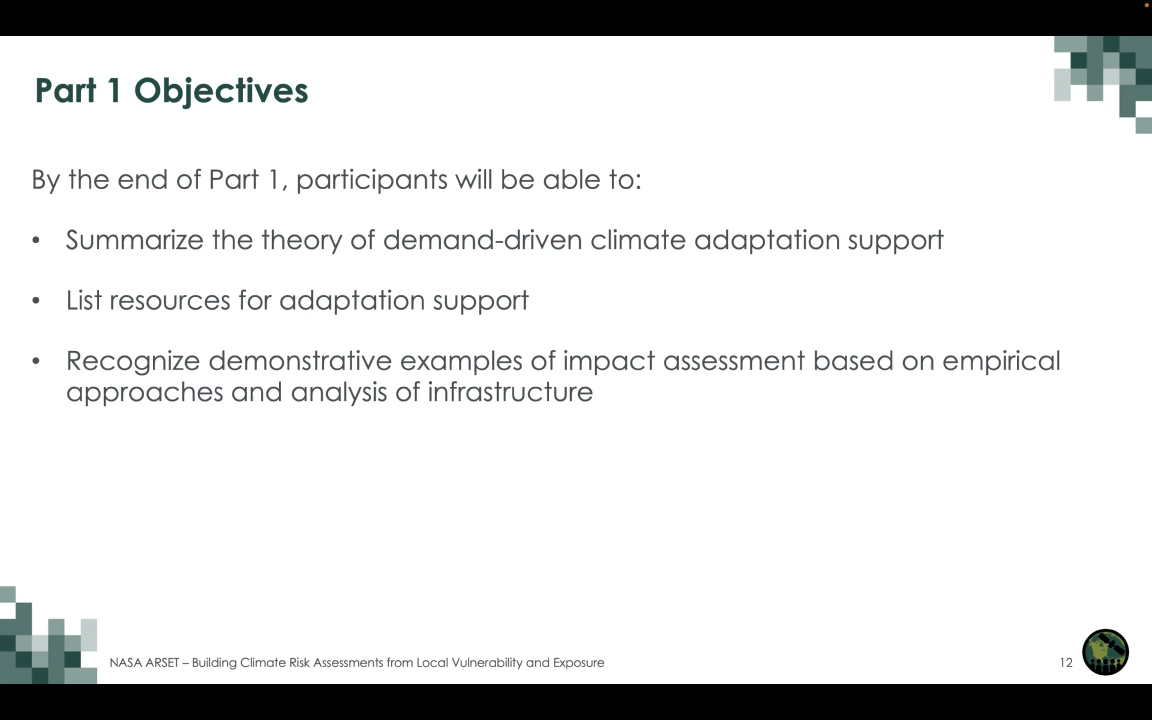 Part 1 Objectives
By the end of Part 1, participants will be able to:
• Summarize the theory of demand-driven climate adaptation support
• List resources for adaptation support
• Recognize demonstrative examples of impact assessment based on empirical
approaches and analysis of infrastructure
NASA ARSET – Building Climate Risk Assessments from Local Vulnerability and Exposure
12